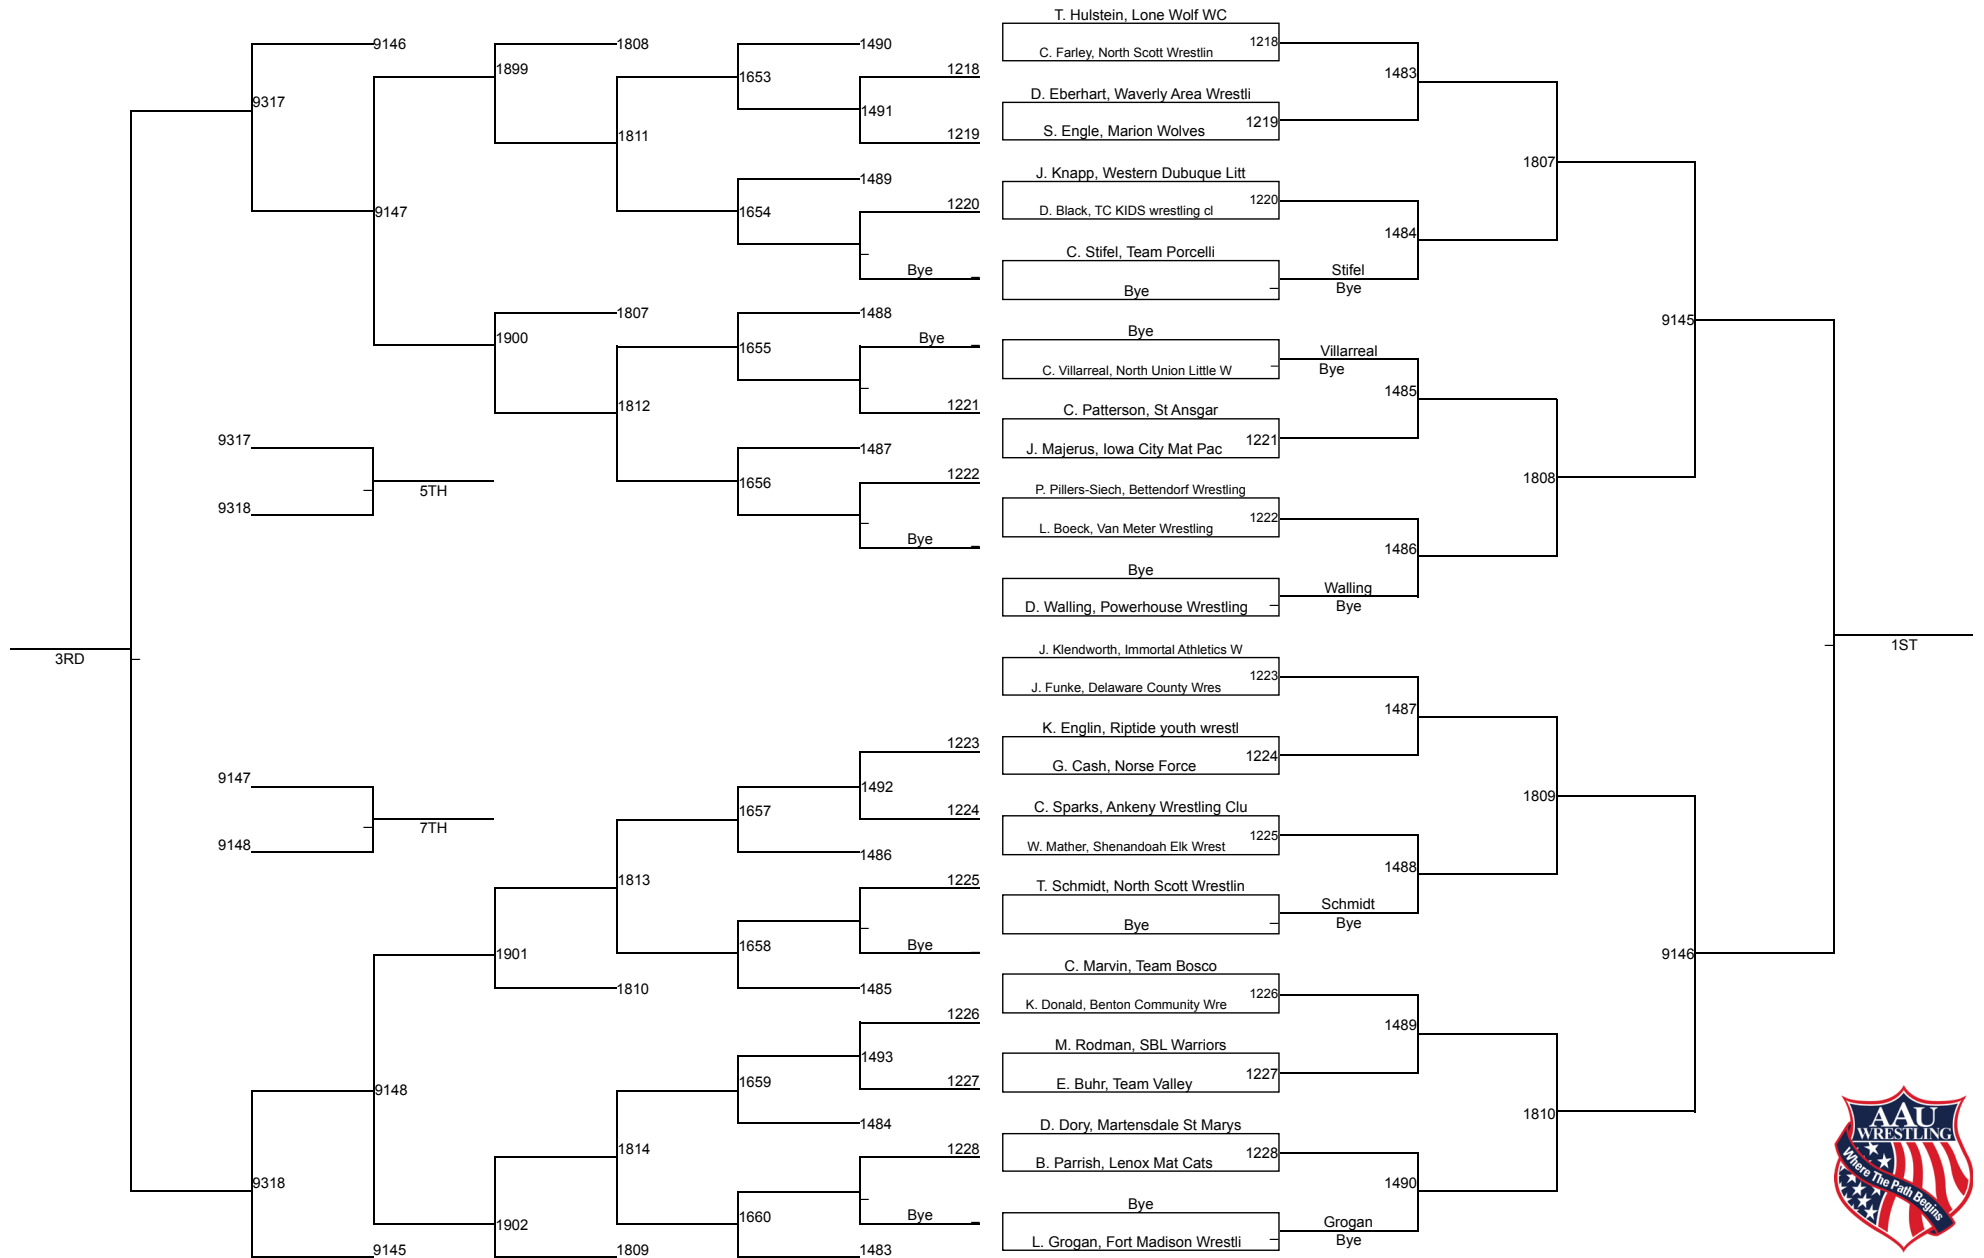 T. Hulstein, Lone Wolf WC
9146
1808
1490
C. Farley, North Scott Wrestlin
1218
1899
1218
1483
1653
9317
D. Eberhart, Waverly Area Wrestli
1491
1219
1811
1219
S. Engle, Marion Wolves
1807
J. Knapp, Western Dubuque Litt
1489
1220
1220
9147
1654
D. Black, TC KIDS wrestling cl
1484
C. Stifel, Team Porcelli
Bye
Stifel
Bye
Bye
1807
1488
9145
1900
Bye
Bye
1655
Villarreal
C. Villarreal, North Union Little W
Bye
1485
1812
1221
C. Patterson, St Ansgar
9317
1221
1487
J. Majerus, Iowa City Mat Pac
1222
1808
5TH
1656
P. Pillers-Siech, Bettendorf Wrestling
9318
1222
L. Boeck, Van Meter Wrestling
Bye
1486
Bye
Walling
D. Walling, Powerhouse Wrestling
Bye
3RD
1ST
J. Klendworth, Immortal Athletics W
1223
J. Funke, Delaware County Wres
1487
K. Englin, Riptide youth wrestl
1223
1224
G. Cash, Norse Force
9147
1492
1809
1657
1224
C. Sparks, Ankeny Wrestling Clu
7TH
1225
9148
1486
W. Mather, Shenandoah Elk Wrest
1488
1813
1225
T. Schmidt, North Scott Wrestlin
Schmidt
Bye
Bye
1901
1658
Bye
9146
C. Marvin, Team Bosco
1810
1485
1226
K. Donald, Benton Community Wre
1226
1489
M. Rodman, SBL Warriors
1493
1659
1227
1227
E. Buhr, Team Valley
9148
1810
1484
D. Dory, Martensdale St Marys
1814
1228
1228
B. Parrish, Lenox Mat Cats
9318
1490
Bye
1902
1660
Bye
Grogan
L. Grogan, Fort Madison Wrestli
Bye
9145
1809
1483
AAU
WRESTLING
Where The Path Begins